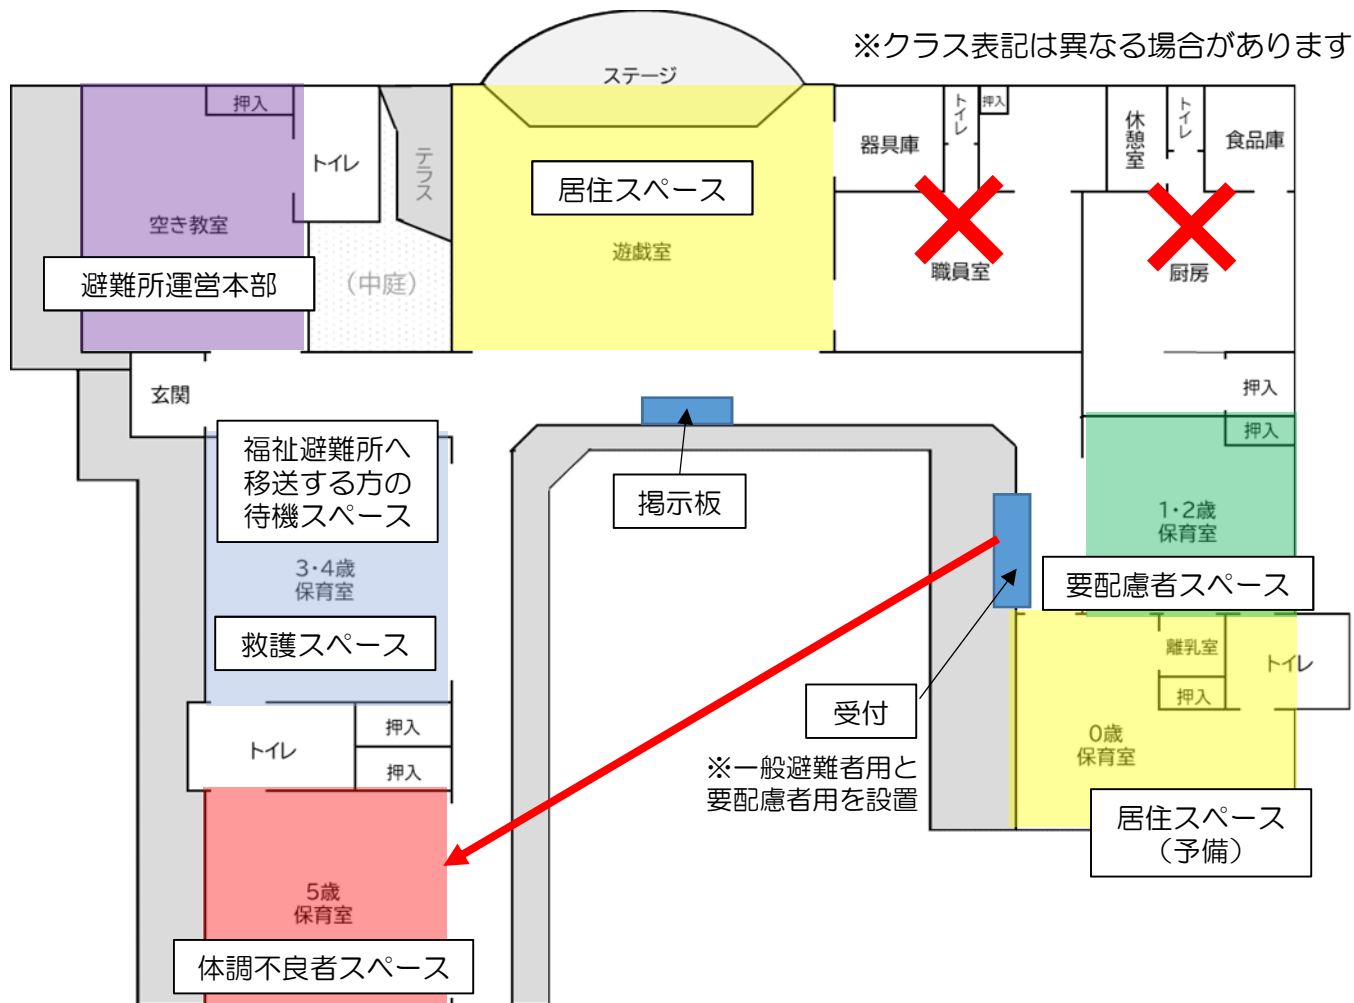 ※クラス表記は異なる場合があります
ステージ
押入
トイレ
テラス
空き教室
避難所運営本部
（中庭）
居住スペース
遊戯室
器具庫
トイレ
押入
職員室
休憩室
トイレ
食品庫
厨房
玄関
押入
押入
福祉避難所へ
移送する方の
待機スペース
3・4歳
保育室
救護スペース
掲示板
1・2歳
保育室
要配慮者スペース
離乳室
押入
トイレ
受付
※一般避難者用と
要配慮者用を設置
0歳
保育室
居住スペース
（予備）
トイレ
押入
押入
5歳
保育室
体調不良者スペース